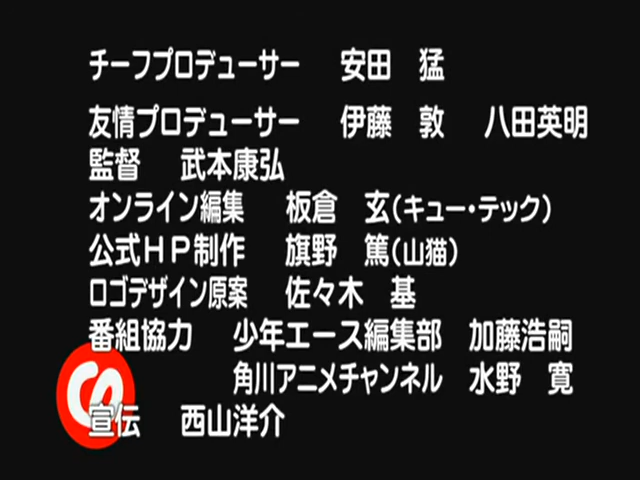 チーフプロデューサー 安田 猛
友情プロデューサー 伊藤 敦 八田英明
監督 武本康弘
オンライン編集 板倉 玄(キュー・テック)
公式HP制作 旗野 篤(山猫)
ロゴデザイン原案 佐々木 基
番組協力 少年エース編集部 加藤浩嗣
角川アニメチャンネル 水野 寛
宣伝 西山洋介